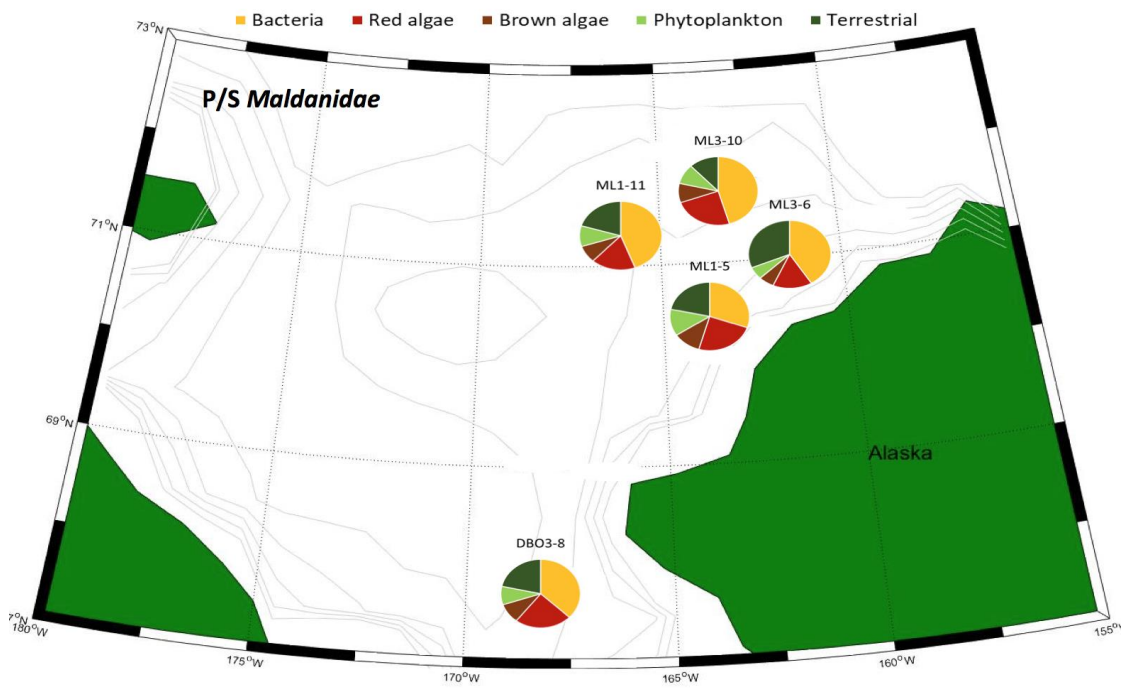 Bacteria Red algae Brown algae Phytoplankton Terrestrial
73°N
P/S Maldanidae
ML3-10
ML1-11
ML3-6
71°N
ML1-5
69°N
Alaska
DBO3-8
7°N
180°W
155°W
175°W
160°W
170°W
165°W